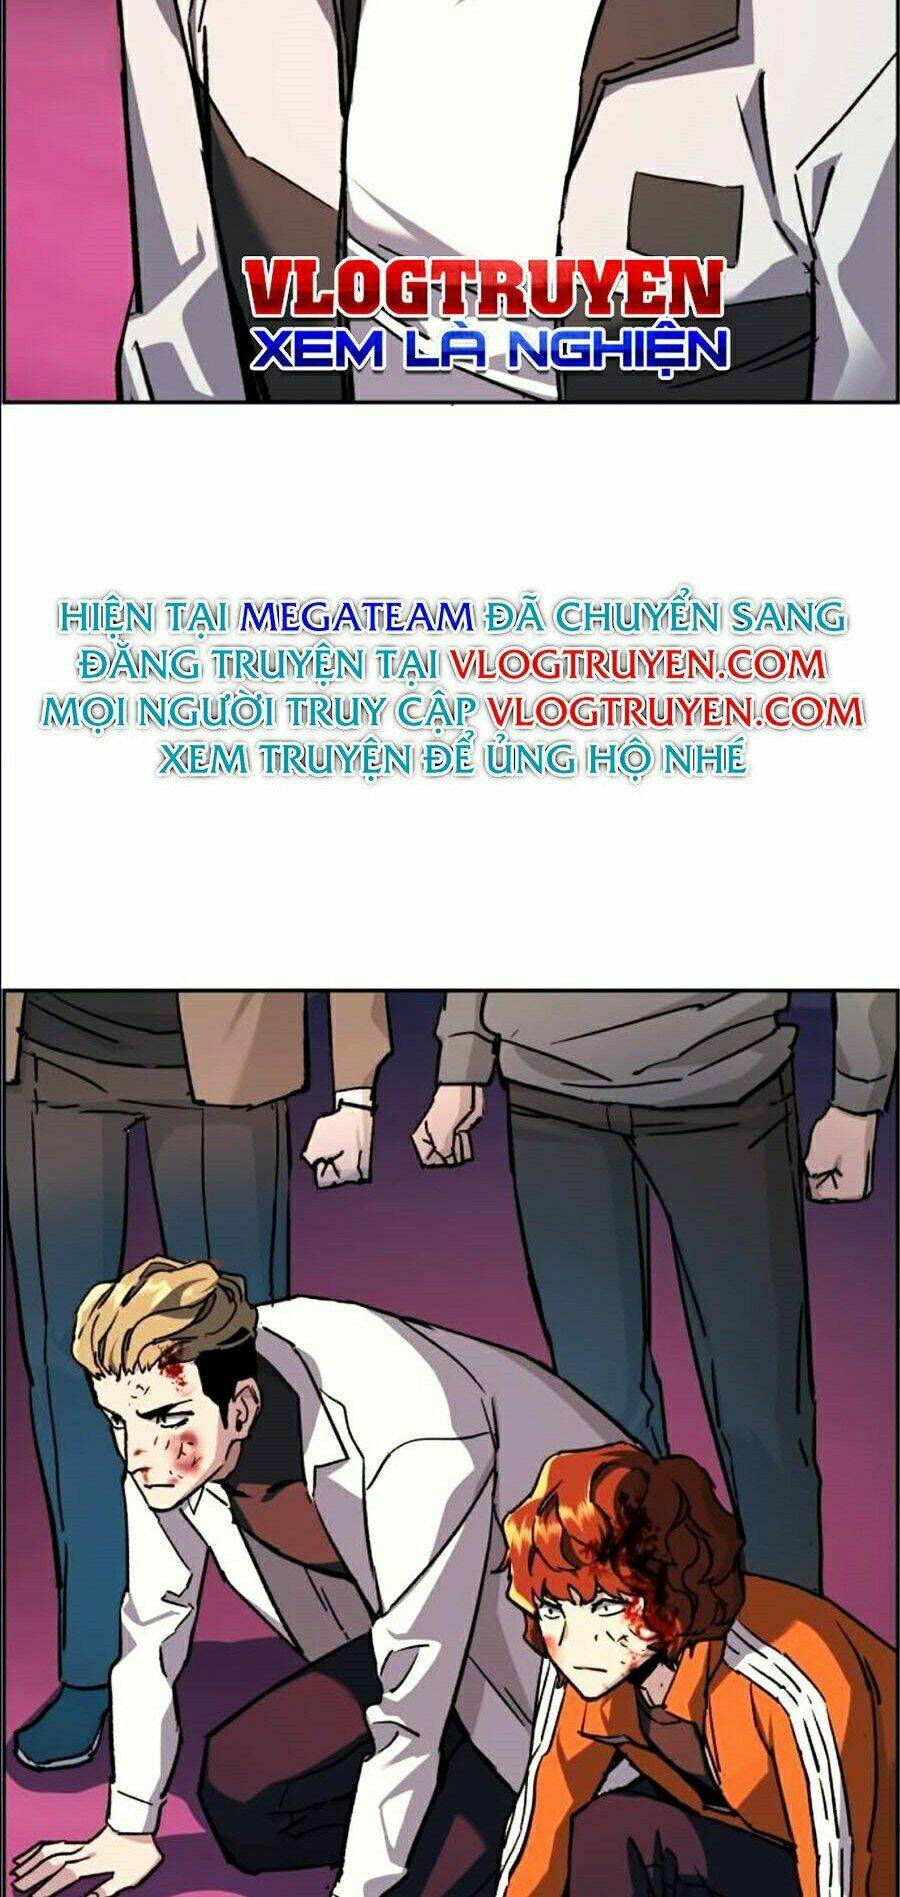 VLOGTRUYEN
XEM LÀ NGHIỆN
HIỆN TẠI MEGATEAM ĐÃ CHUYỂN SANG
ĐĂNG TRUYỆN TẠI VLOGTRUYEN.COM
MỌI NGƯỜI TRUY CẬP VLOGTRUYEN.COM
XEM TRUYỆN ĐỂ ỦNG HỘ NHÉ